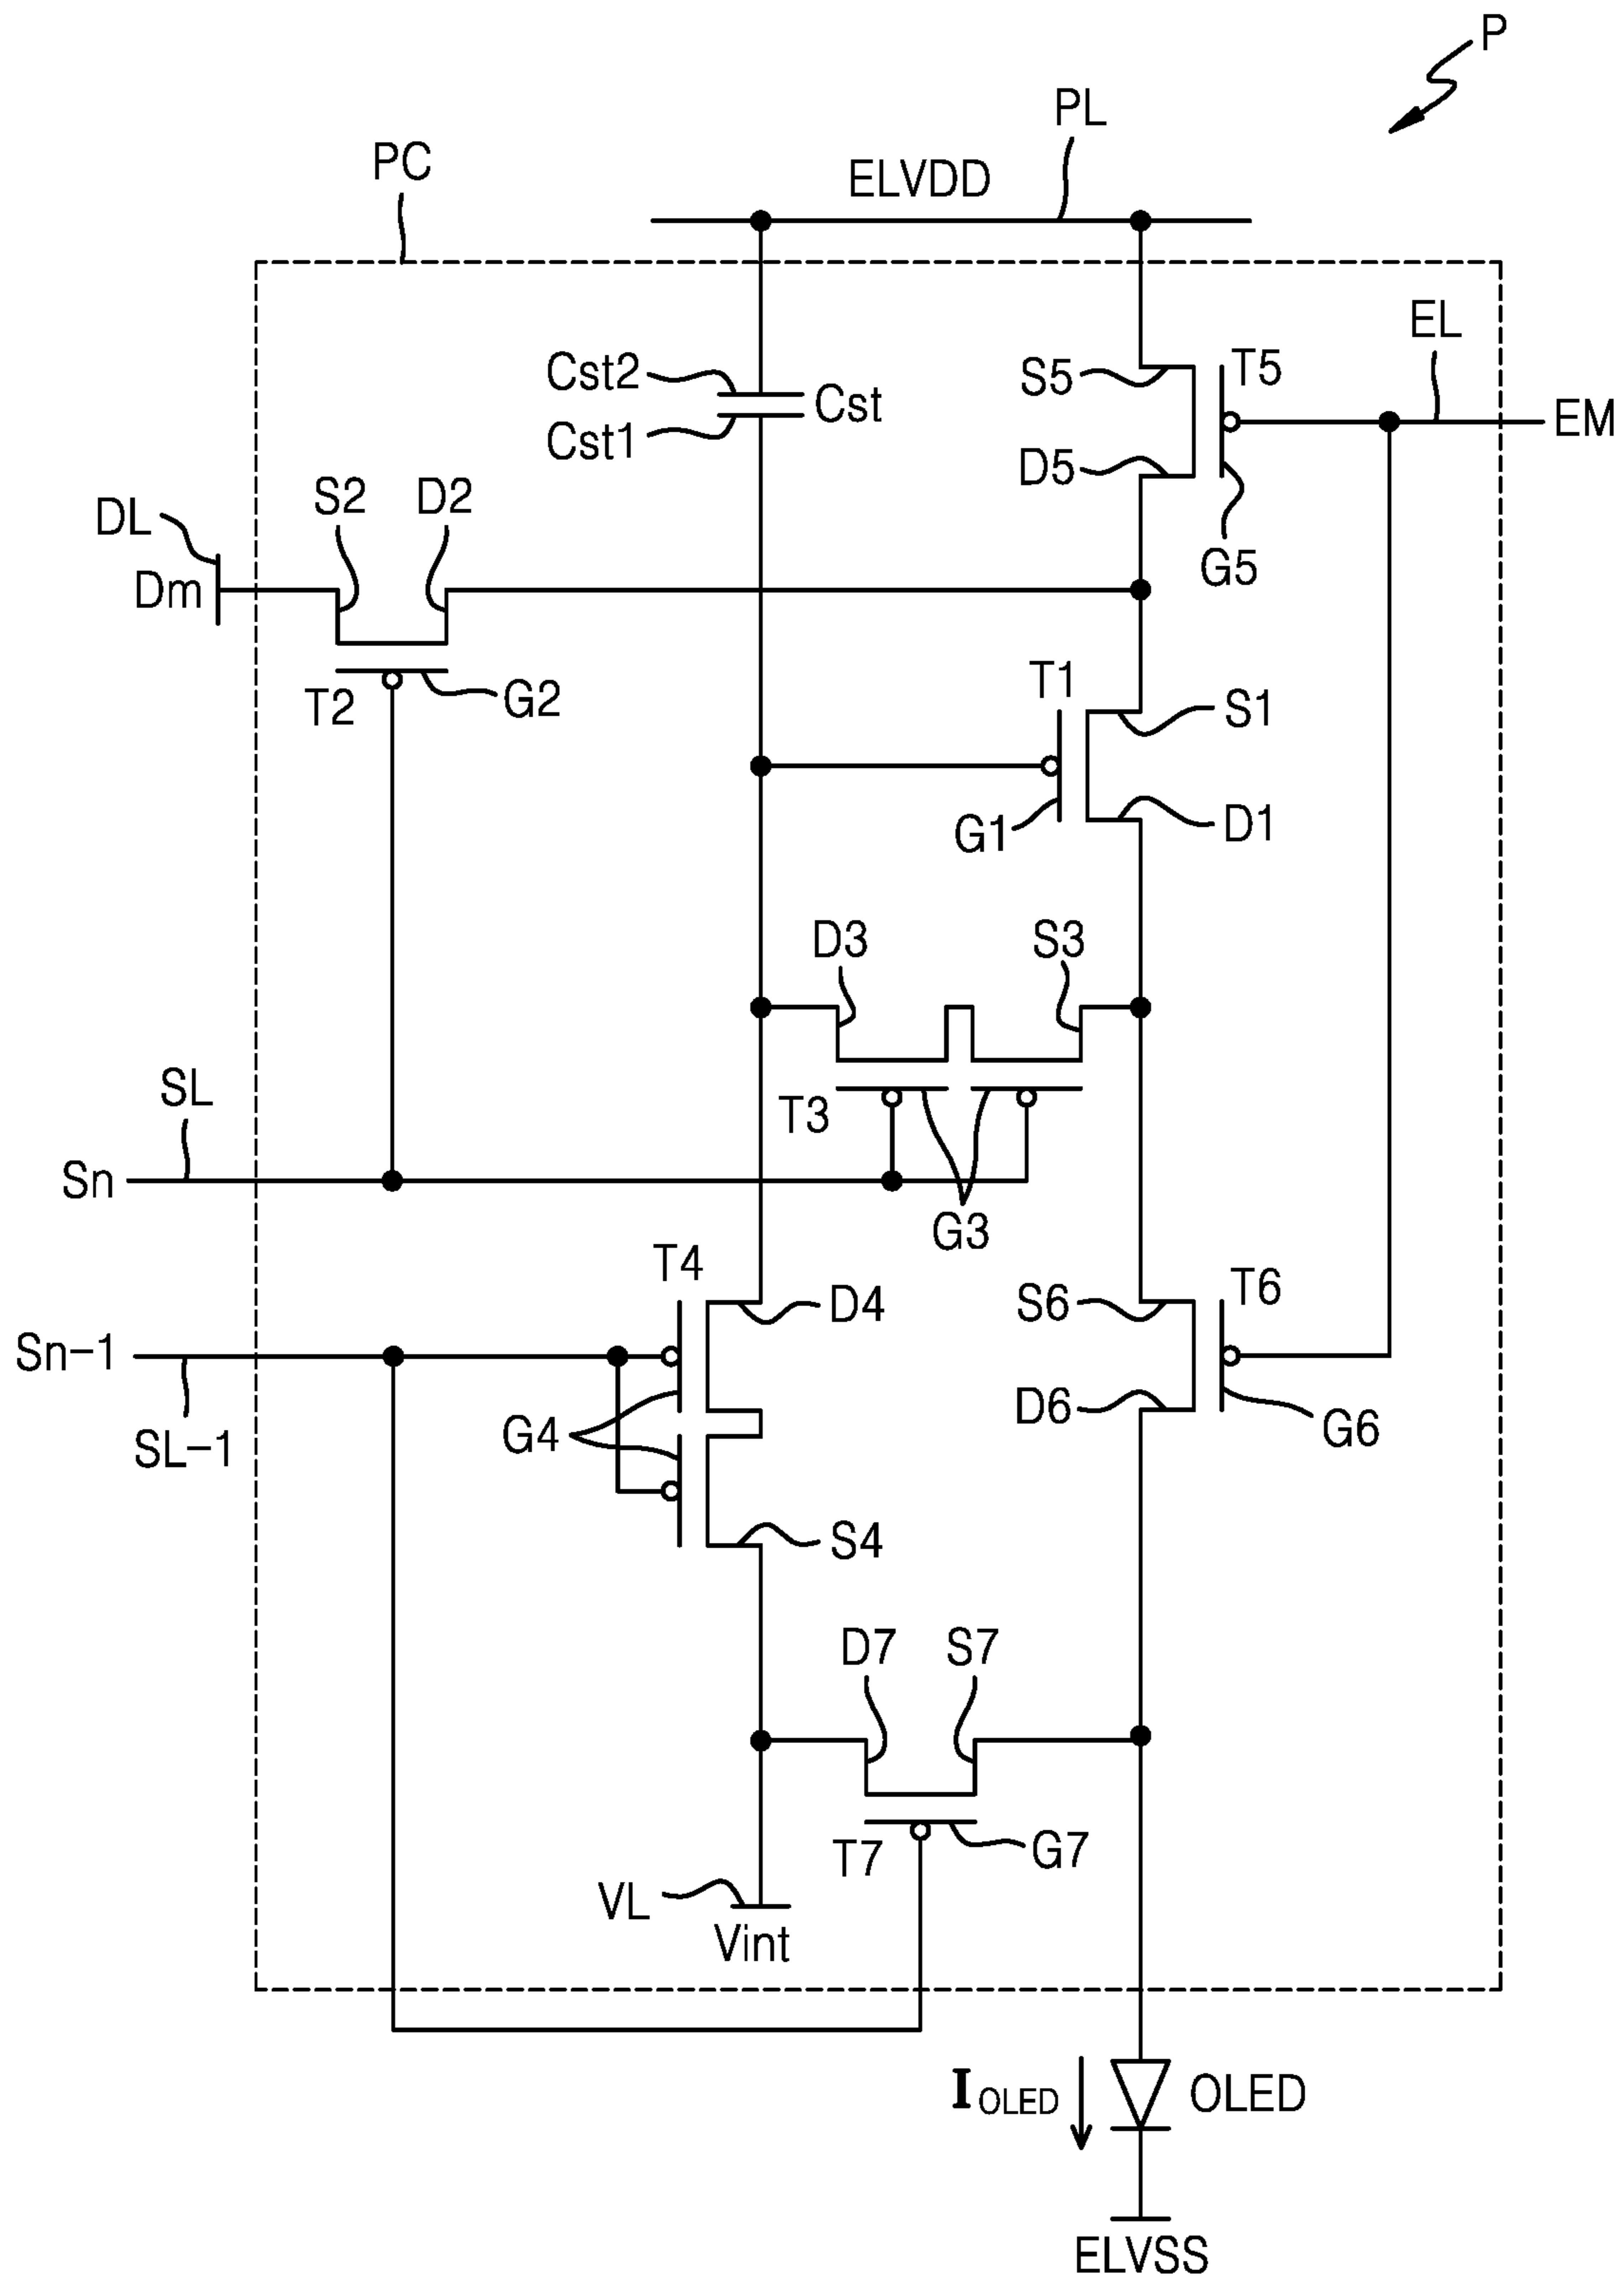 P
PL
PC
ELVDD
EL
Cst2
Cst
S5
T5
EM
Cst1
D5
S2
D2
DL
G5
Dm
T1
T2
G2
S1
G1
D1
D3
S3
SL
T3
Sn
G3
T4
D4
S6
T6
Sn-1
D6
G4
G6
SL-1
S4
D7
S7
T7
G7
VL
Vint
I OLED
OLED
ELVSS